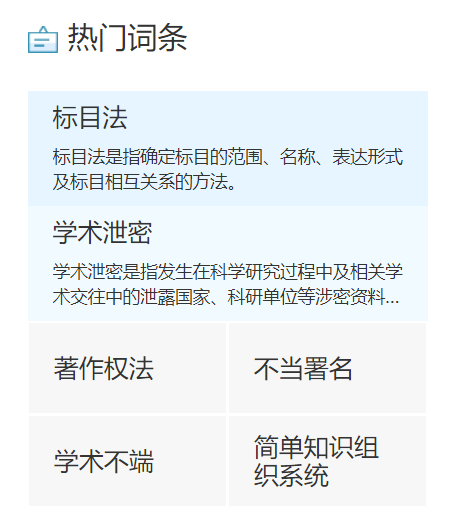 热门词条
标目法
标目法是指确定标目的范围、名称、表达形式
及标目相互关系的方法。
学术泄密
学术泄密是指发生在科学研究过程中及相关学
术交往中的泄露国家、科研单位等涉密资料...
著作权法
不当署名
学术不端
简单知识组
织系统